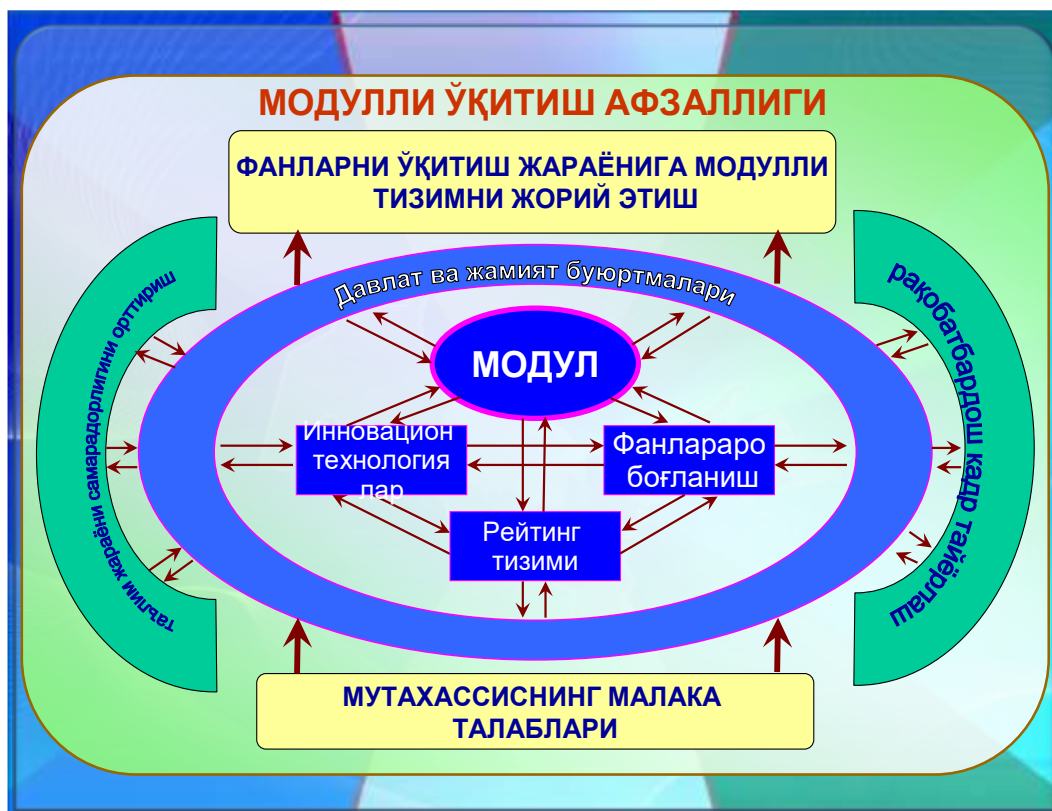 МОДУЛЛИ ЎҚИТИШ АФЗАЛЛИГИ
ФАНЛАРНИ ЎҚИТИШ ЖАРАЁНИГА МОДУЛЛИ
ТИЗИМНИ ЖОРИЙ ЭТИШ
Давлат ва жамият буюртмалари
таълим жараёни самарадорлигини орттириш
рақобатбардош кадр тайёрлаш
МОДУЛ
Инновацион
технология
лар
Фанлараро
боғланиш
Рейтинг
тизими
МУТАХАССИСНИНГ МАЛАКА
ТАЛАБЛАРИ